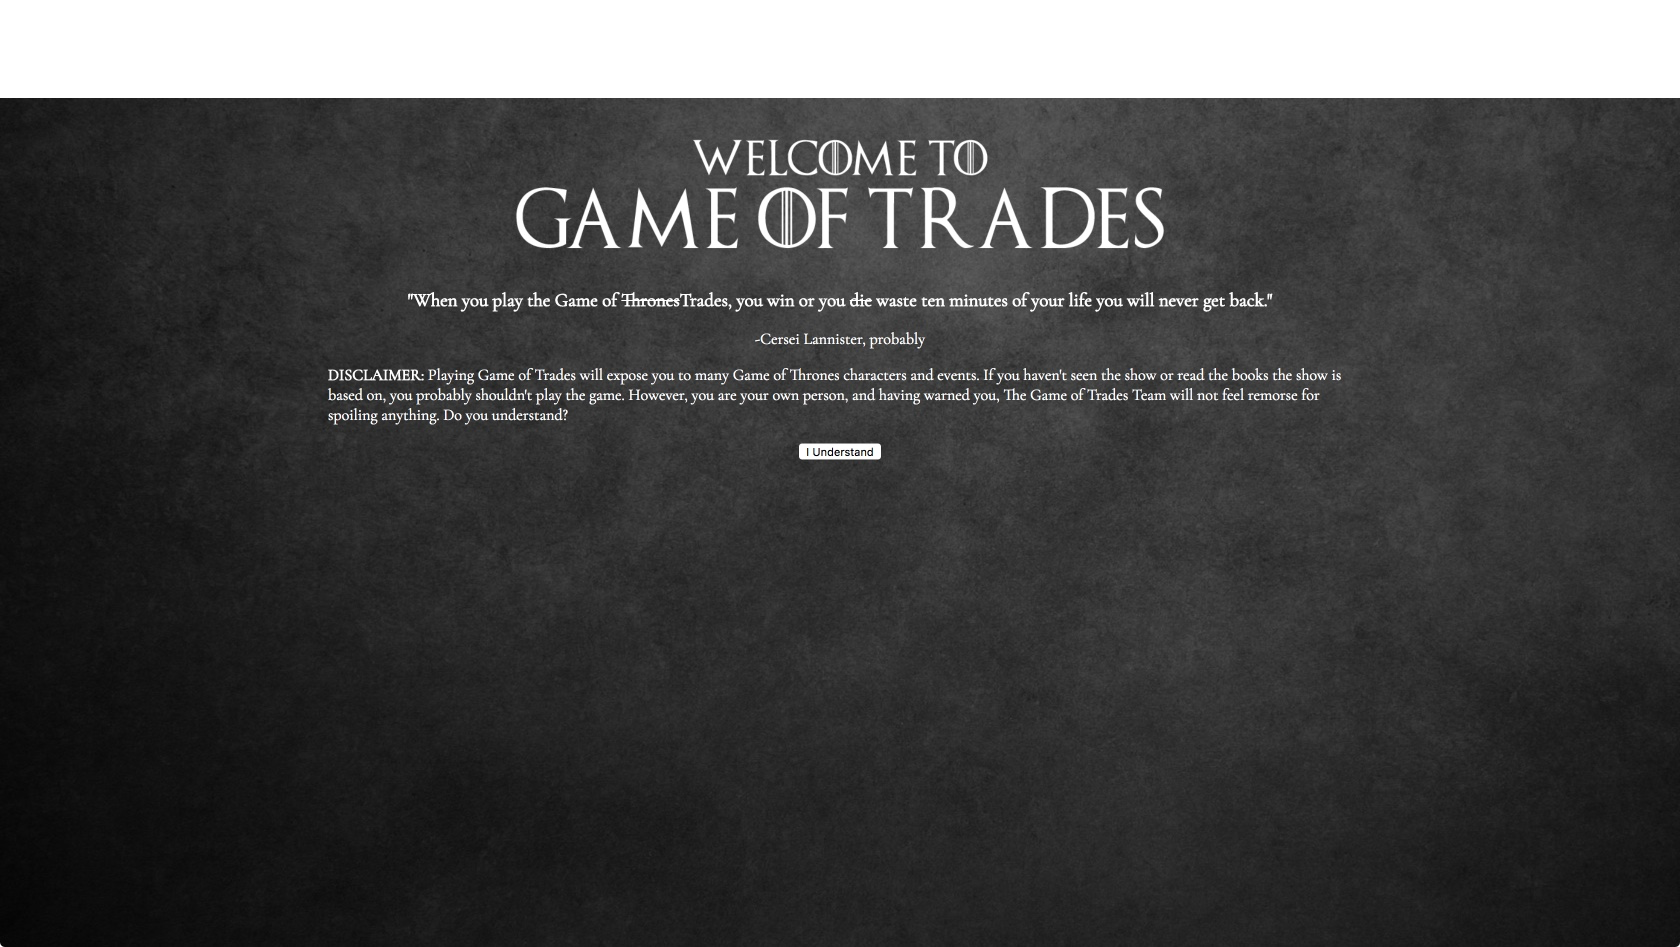 WELCOME TO
GAME OF TRADES
"When you play the Game of ThronesTrades, you win or you die waste ten minutes of your life you will never get back."
-Cersei Lannister, probably
DISCLAIMER: Playing Game of Trades will expose you to many Game of Thrones characters and events. If you haven't seen the show or read the books the show is
based on, you probably shouldn't play the game. However, you are your own person, and having warned you, The Game of Trades Team will not feel remorse for
spoiling anything. Do you understand?
I Understand